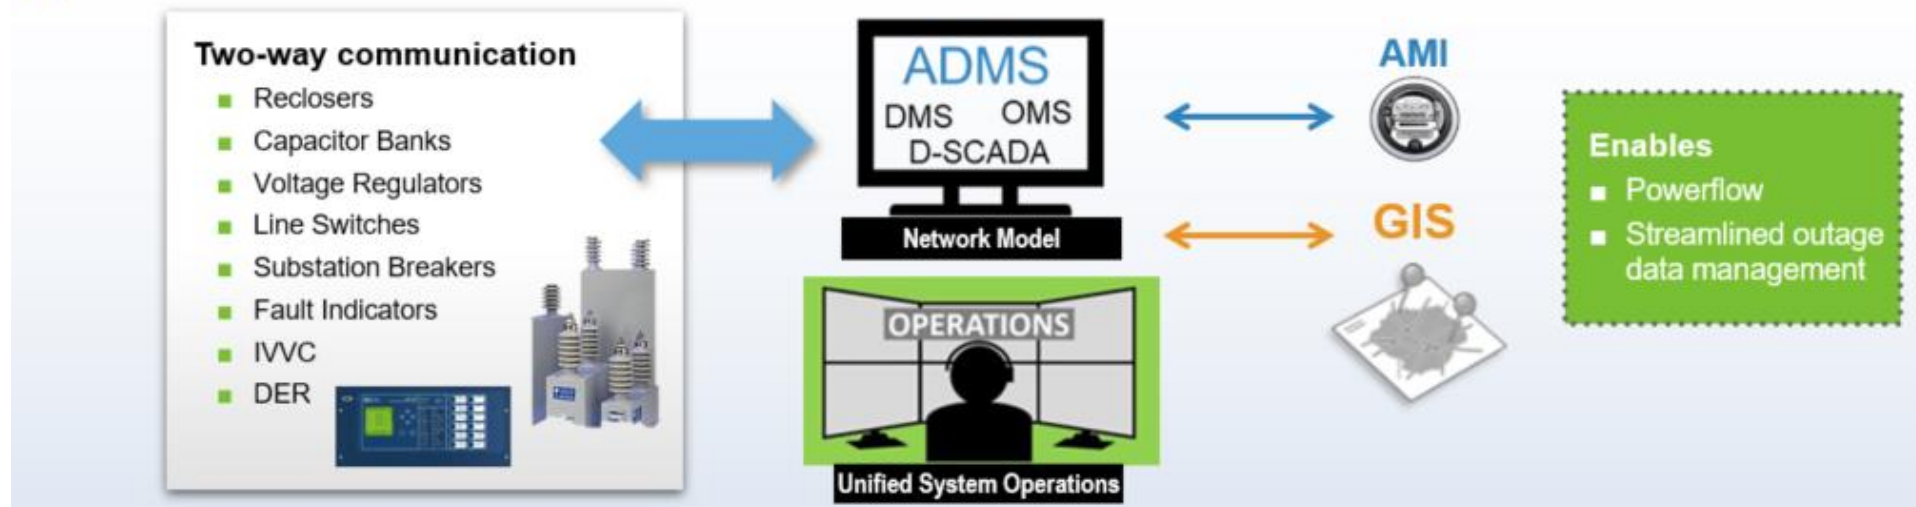 Two-way communication
Reclosers
Capacitor Banks
Voltage Regulators
Line Switches
Substation Breakers
Fault Indicators
IVVC
DER
ADMS
DMS OMS
D-SCADA
Network Model
OPERATIONS
Unified System Operations
AMI
GIS
Enables
Powerflow
Streamlined outage
data management